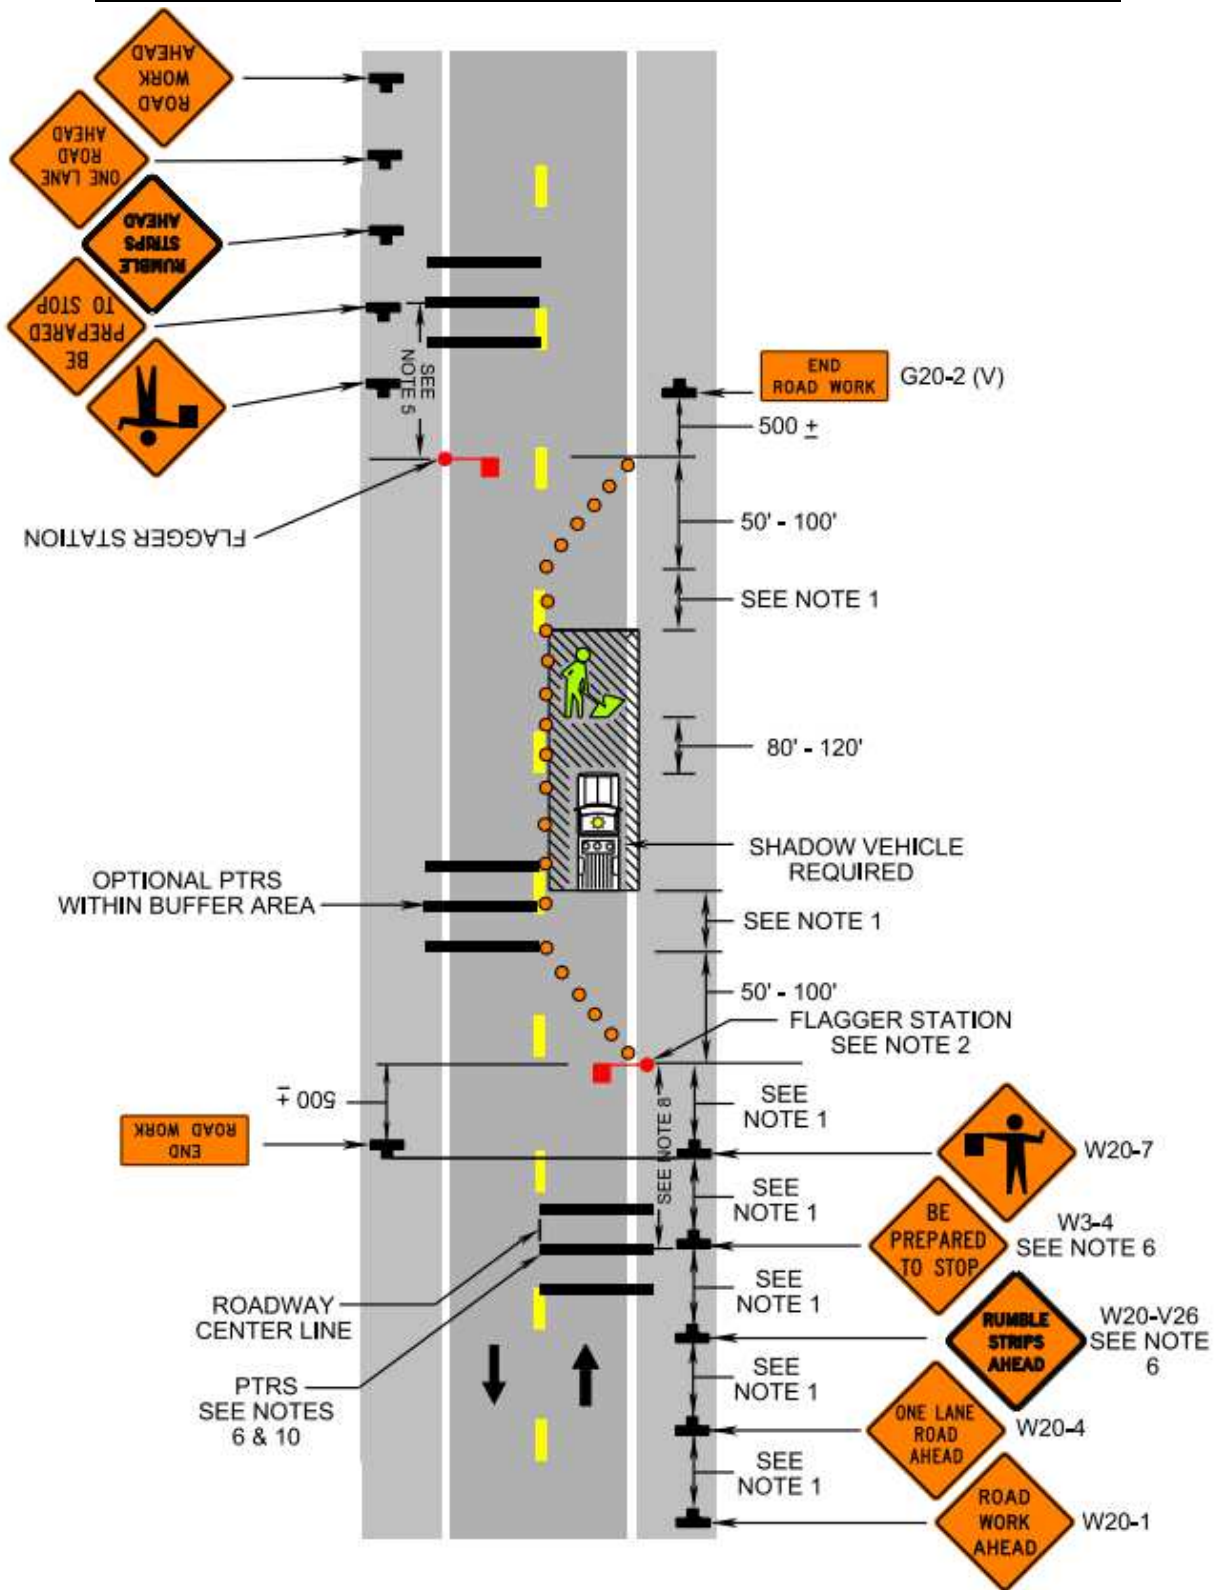 ROAD
WORK
AHEAD
ONE LANE
ROAD
AHEAD
RUMBLE
STRIPS
AHEAD
BE
PREPARED
TO STOP
SEE
NOTE 5
FLAGGER STATION
END
ROAD WORK
G20-2 (V)
500 ±
50' - 100'
SEE NOTE 1
80' - 120'
SHADOW VEHICLE
REQUIRED
OPTIONAL PTRS
WITHIN BUFFER AREA
SEE NOTE 1
50' - 100'
FLAGGER STATION
SEE NOTE 2
500 ±
END
ROAD WORK
SEE NOTE 8
SEE
NOTE 1
W20-7
SEE
NOTE 1
BE
PREPARED
TO STOP
W3-4
SEE NOTE 6
SEE
NOTE 1
ROADWAY
CENTER LINE
RUMBLE
STRIPS
AHEAD
W20-V26
SEE NOTE
6
PTRS
SEE NOTES
6 & 10
SEE
NOTE 1
ONE LANE
ROAD
AHEAD
W20-4
SEE
NOTE 1
ROAD
WORK
AHEAD
W20-1